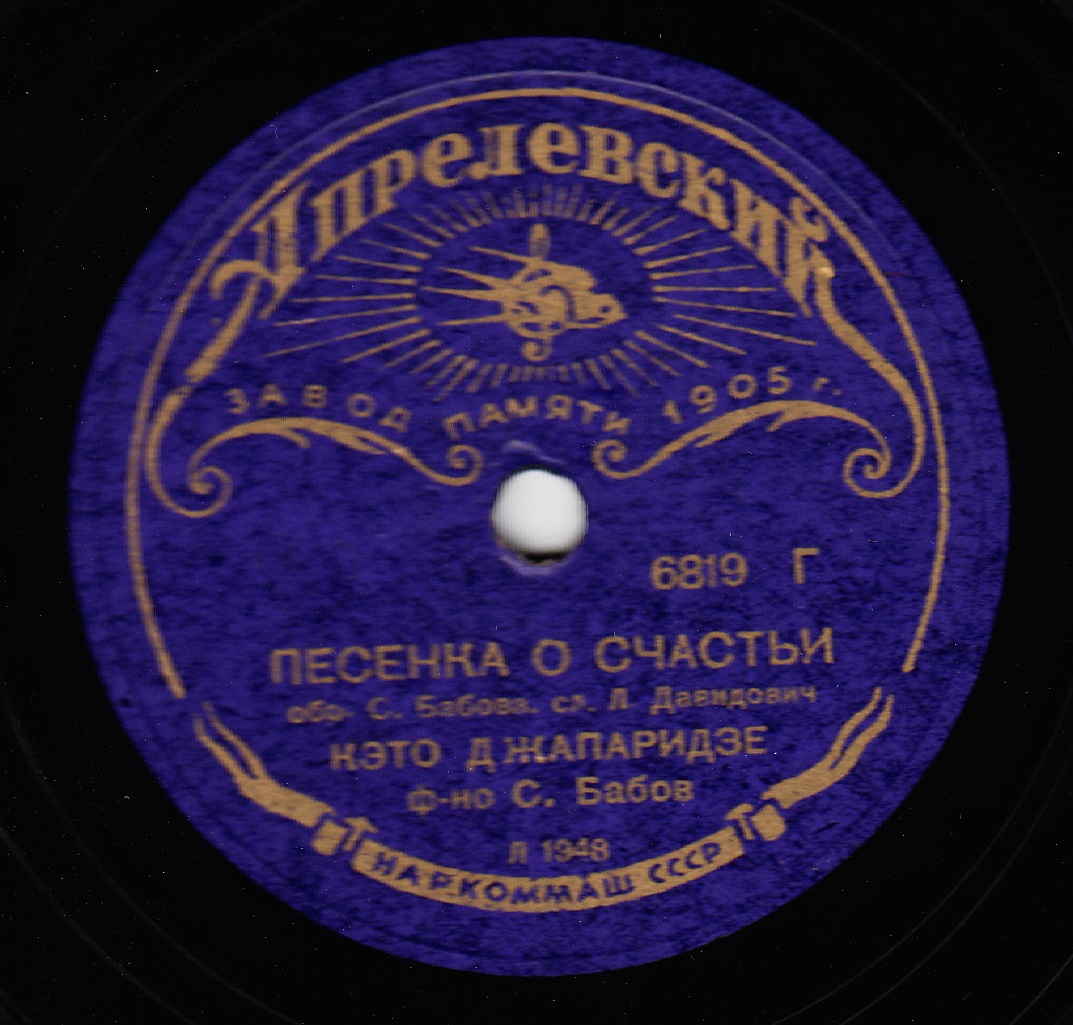 Апрелевский
ЗАВОД ПАМЯТИ 1905 г.
6819 Г
ПЕСЕНКА О СЧАСТЬИ
обр. С. Бабова. сл. Л. Давидович
КЭТО ДЖАПАРИДЗЕ
ф-но С. Бабов
Л 1948
НАРКОММАШ СССР